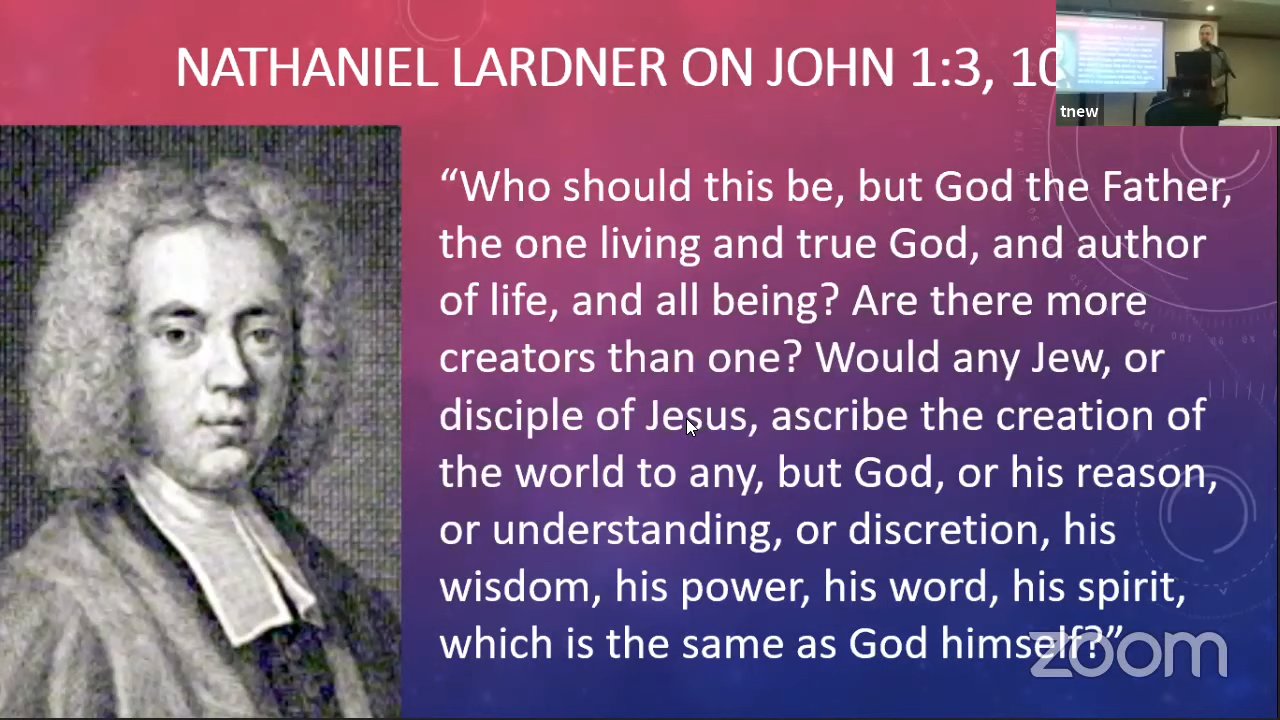 NATHANIEL LARDNER ON JOHN 1:3, 10
tnew
“Who should this be, but God the Father,
the one living and true God, and author
of life, and all being? Are there more
creators than one? Would any Jew, or
disciple of Jesus, ascribe the creation of
the world to any, but God, or his reason,
or understanding, or discretion, his
wisdom, his power, his word, his spirit,
which is the same as God himself?”
zoom